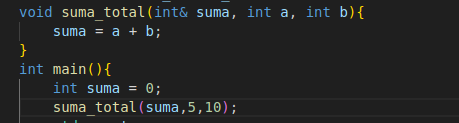 void suma_total(int& suma, int a, int b){
    suma = a + b;
}
int main(){
    int suma = 0;
    suma_total(suma,5,10);